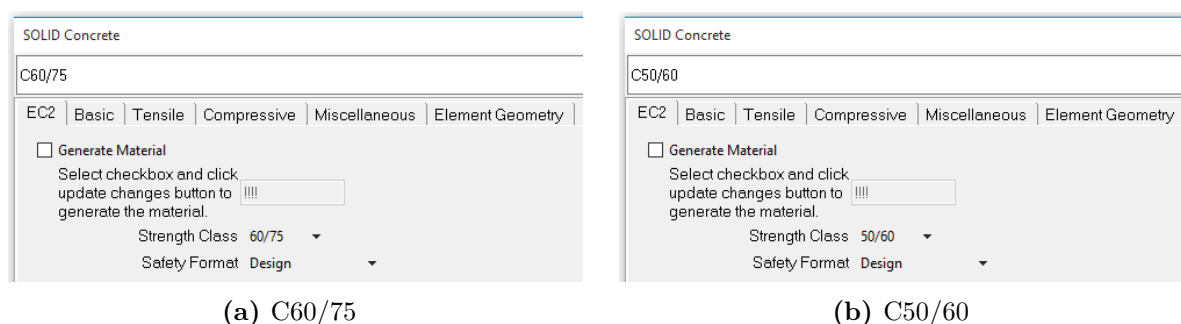 SOLID Concrete
C60/75
EC2 Basic Tensile Compressive Miscellaneous Element Geometry
Generate Material
Select checkbox and click
update changes button to !!!!
generate the material.
Strength Class 60/75
Safety Format Design
(a) C60/75
SOLID Concrete
C50/60
EC2 Basic Tensile Compressive Miscellaneous Element Geometry
Generate Material
Select checkbox and click
update changes button to !!!!
generate the material.
Strength Class 50/60
Safety Format Design
(b) C50/60